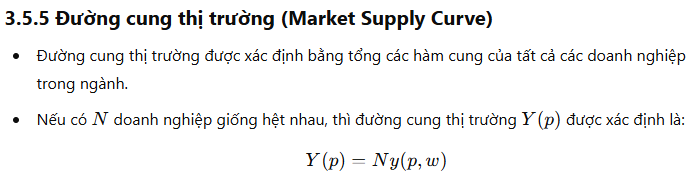 3.5.5 Đường cung thị trường (Market Supply Curve)
• Đường cung thị trường được xác định bằng tổng các hàm cung của tất cả các doanh nghiệp
trong ngành.
• Nếu có N doanh nghiệp giống hệt nhau, thì đường cung thị trường Y(p) được xác định là:
Y(p) = Ny(p, w)